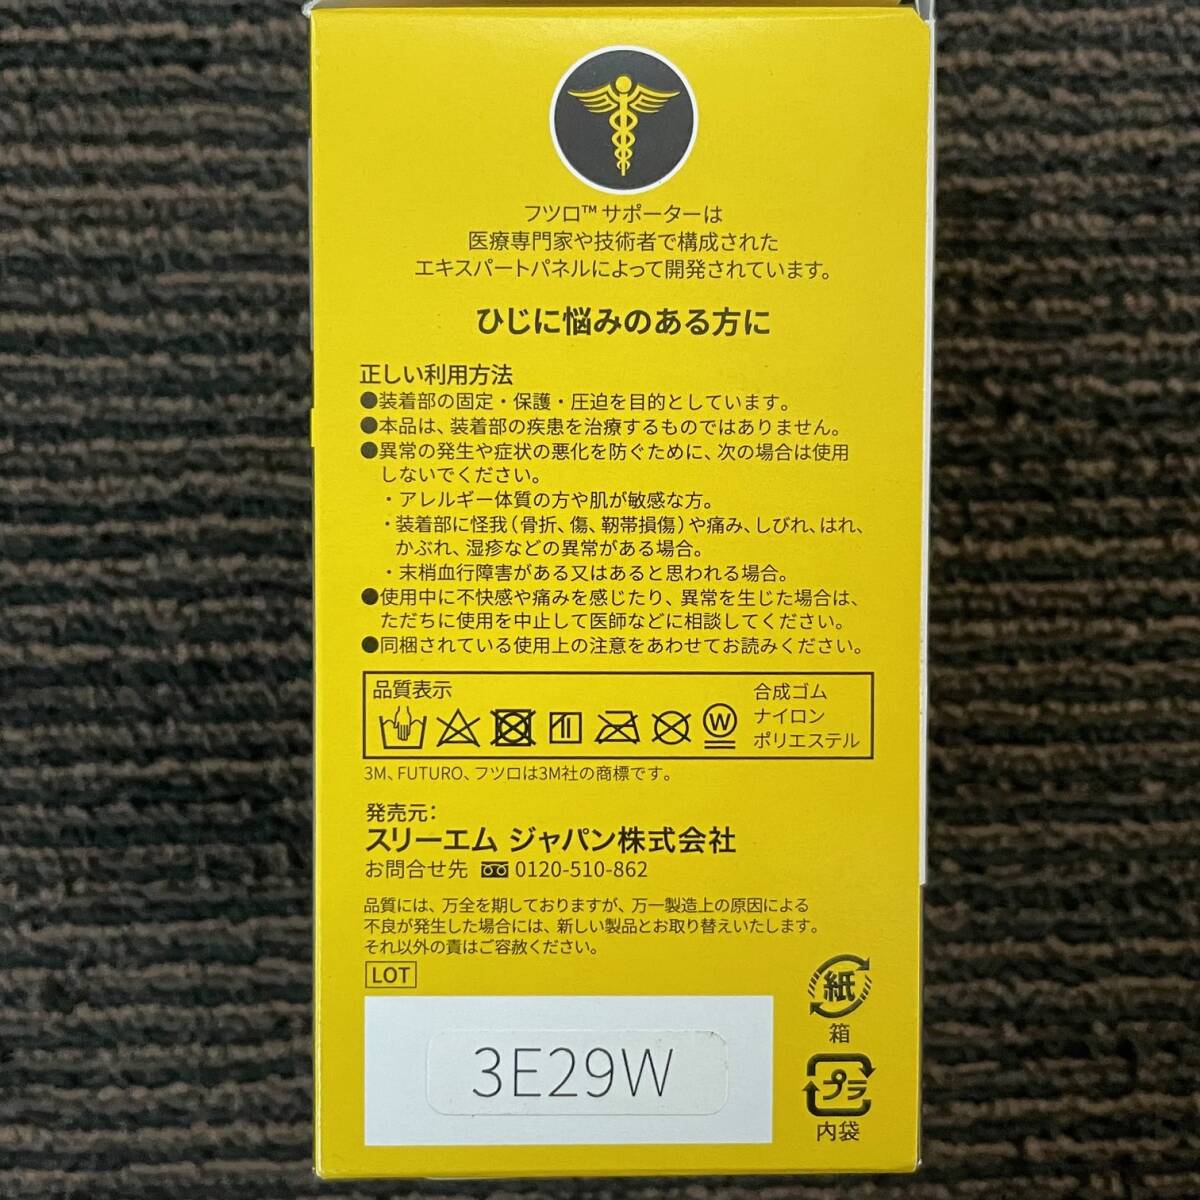 フツロ™ サポーターは
医療専門家や技術者で構成された
エキスパートパネルによって開発されています。
ひじに悩みのある方に
正しい利用方法
●装着部の固定・保護・圧迫を目的としています。
●本品は、装着部の疾患を治療するものではありません。
●異常の発生や症状の悪化を防ぐために、次の場合は使用
しないでください。
・アレルギー体質の方や肌が敏感な方。
・装着部に怪我(骨折、傷、靭帯損傷)や痛み、しびれ、はれ、
かぶれ、湿疹などの異常がある場合。
・末梢血行障害がある又はあると思われる場合。
●使用中に不快感や痛みを感じたり、異常を生じた場合は、
ただちに使用を中止して医師などに相談してください。
●同梱されている使用上の注意をあわせてお読みください。
品質表示
W
合成ゴム
ナイロン
ポリエステル
3M、FUTURO、フツロは3M社の商標です。
発売元:
スリーエム ジャパン株式会社
お問合せ先 0120-510-862
品質には、万全を期しておりますが、万一製造上の原因による
不良が発生した場合には、新しい製品とお取り替えいたします。
それ以外の責はご容赦ください。
LOT
3E29W
紙
箱
プラ
内袋